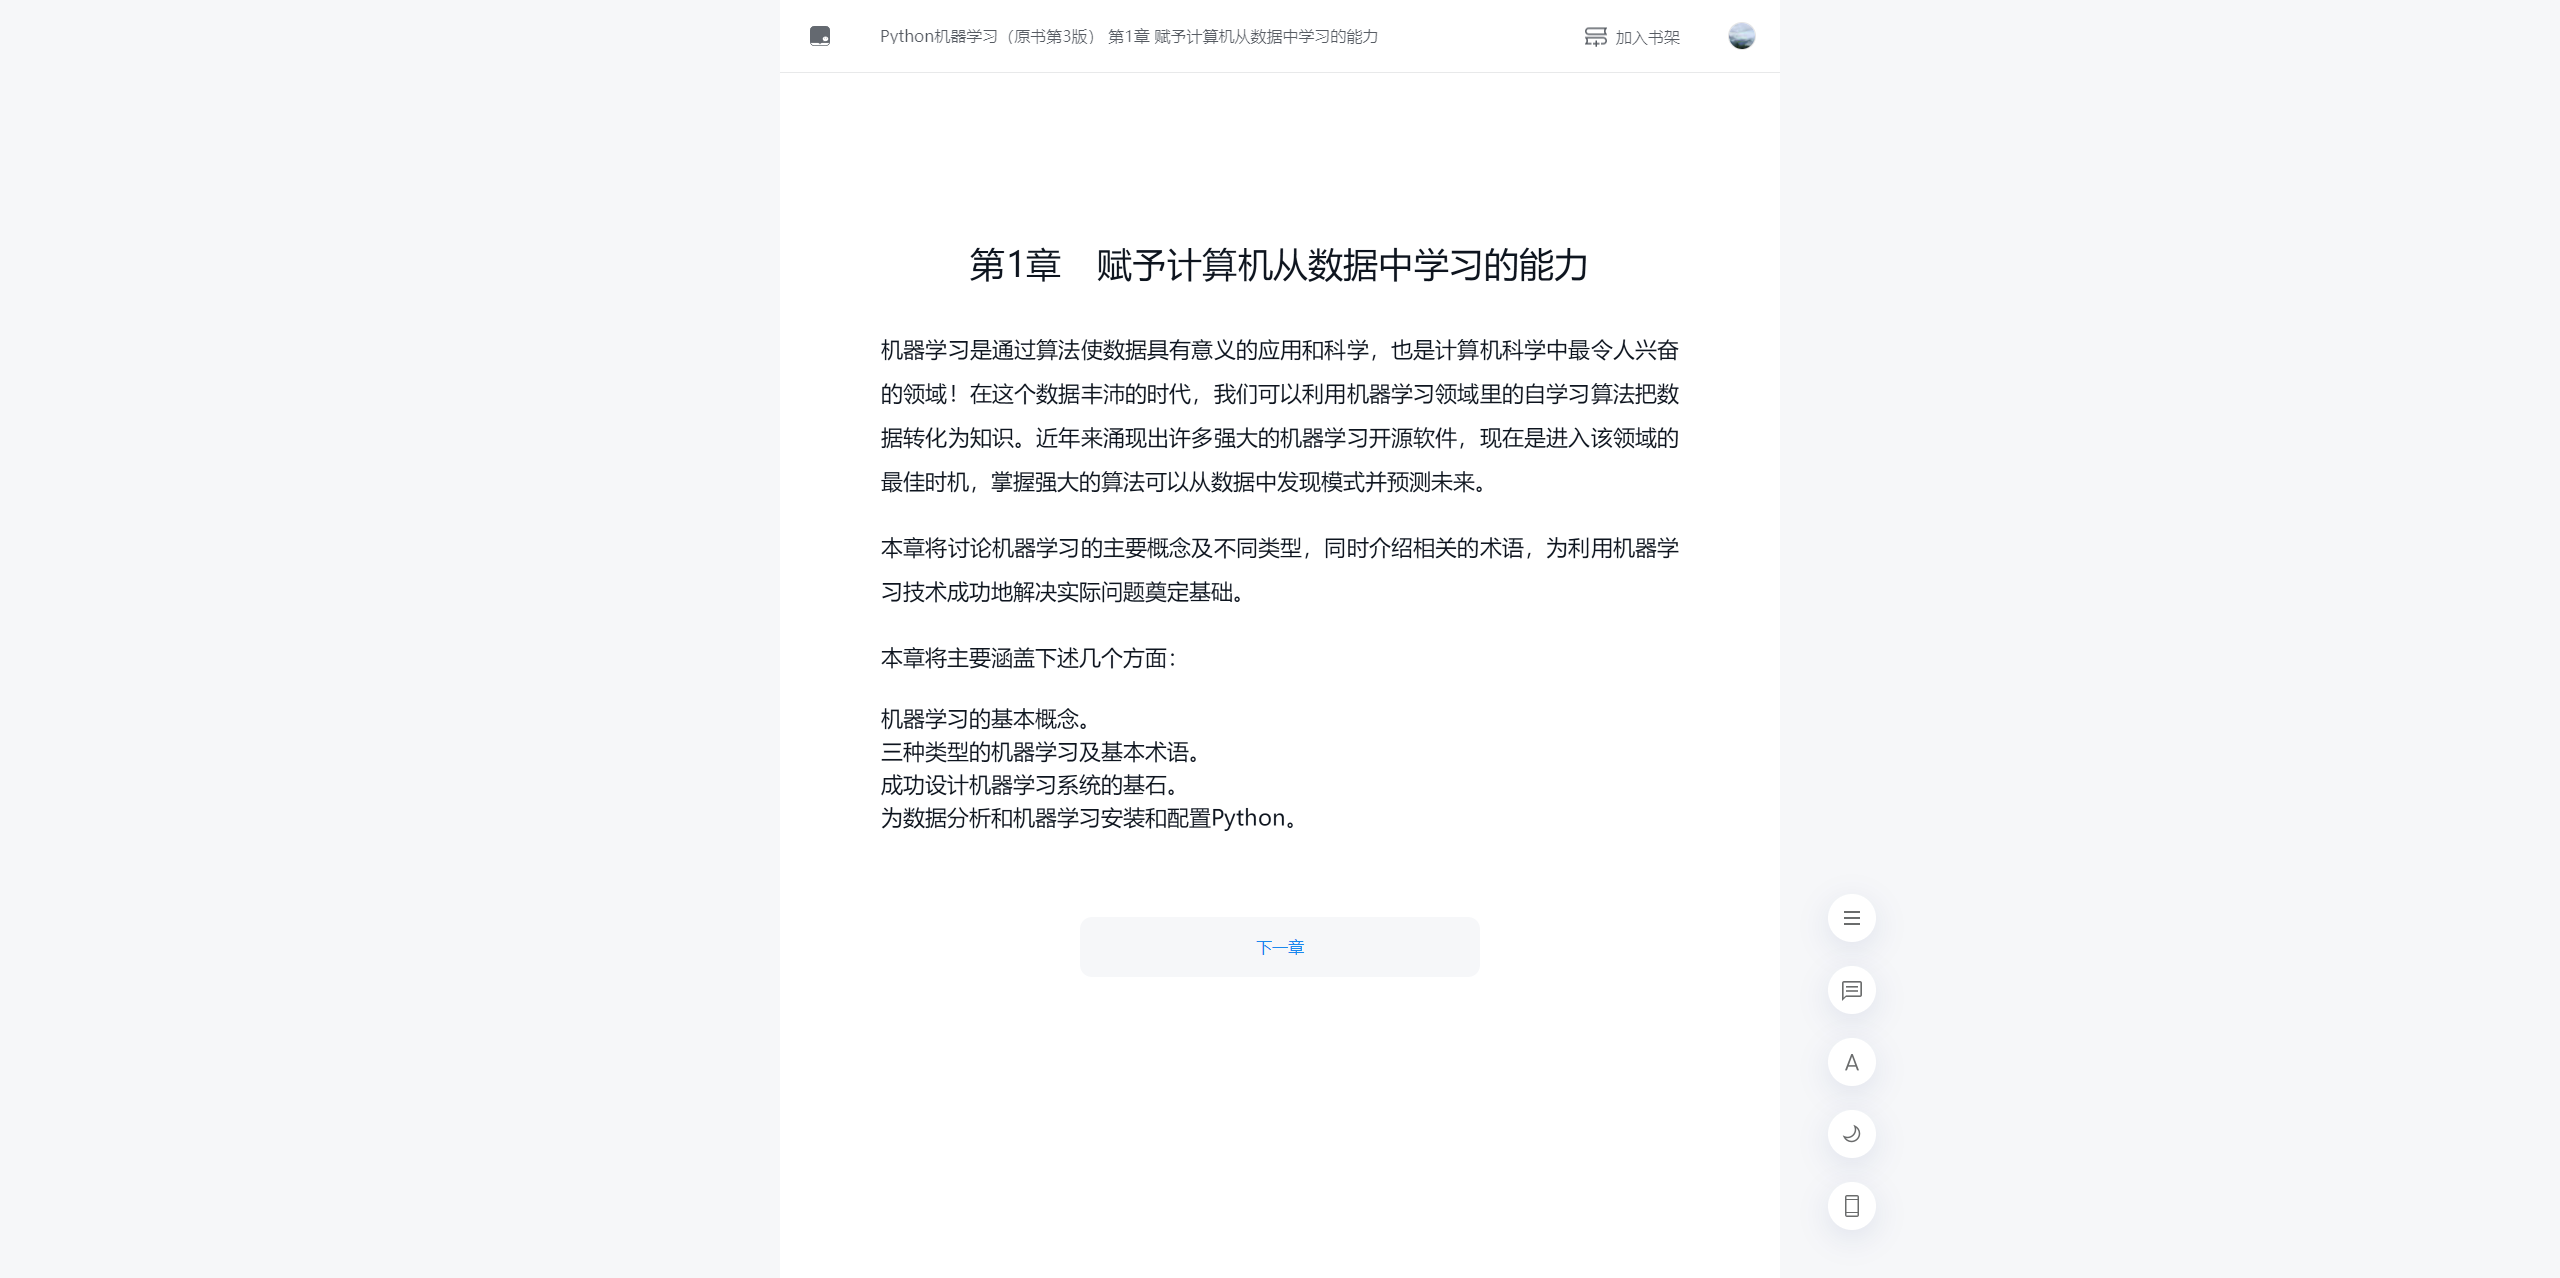 Python机器学习（原书第3版） 第1章 赋予计算机从数据中学习的能力
加入书架
第1章　赋予计算机从数据中学习的能力
机器学习是通过算法使数据具有意义的应用和科学，也是计算机科学中最令人兴奋
的领域！在这个数据丰沛的时代，我们可以利用机器学习领域里的自学习算法把数
据转化为知识。近年来涌现出许多强大的机器学习开源软件，现在是进入该领域的
最佳时机，掌握强大的算法可以从数据中发现模式并预测未来。
本章将讨论机器学习的主要概念及不同类型，同时介绍相关的术语，为利用机器学
习技术成功地解决实际问题奠定基础。
本章将主要涵盖下述几个方面：
机器学习的基本概念。
三种类型的机器学习及基本术语。
成功设计机器学习系统的基石。
为数据分析和机器学习安装和配置Python。
下一章
A